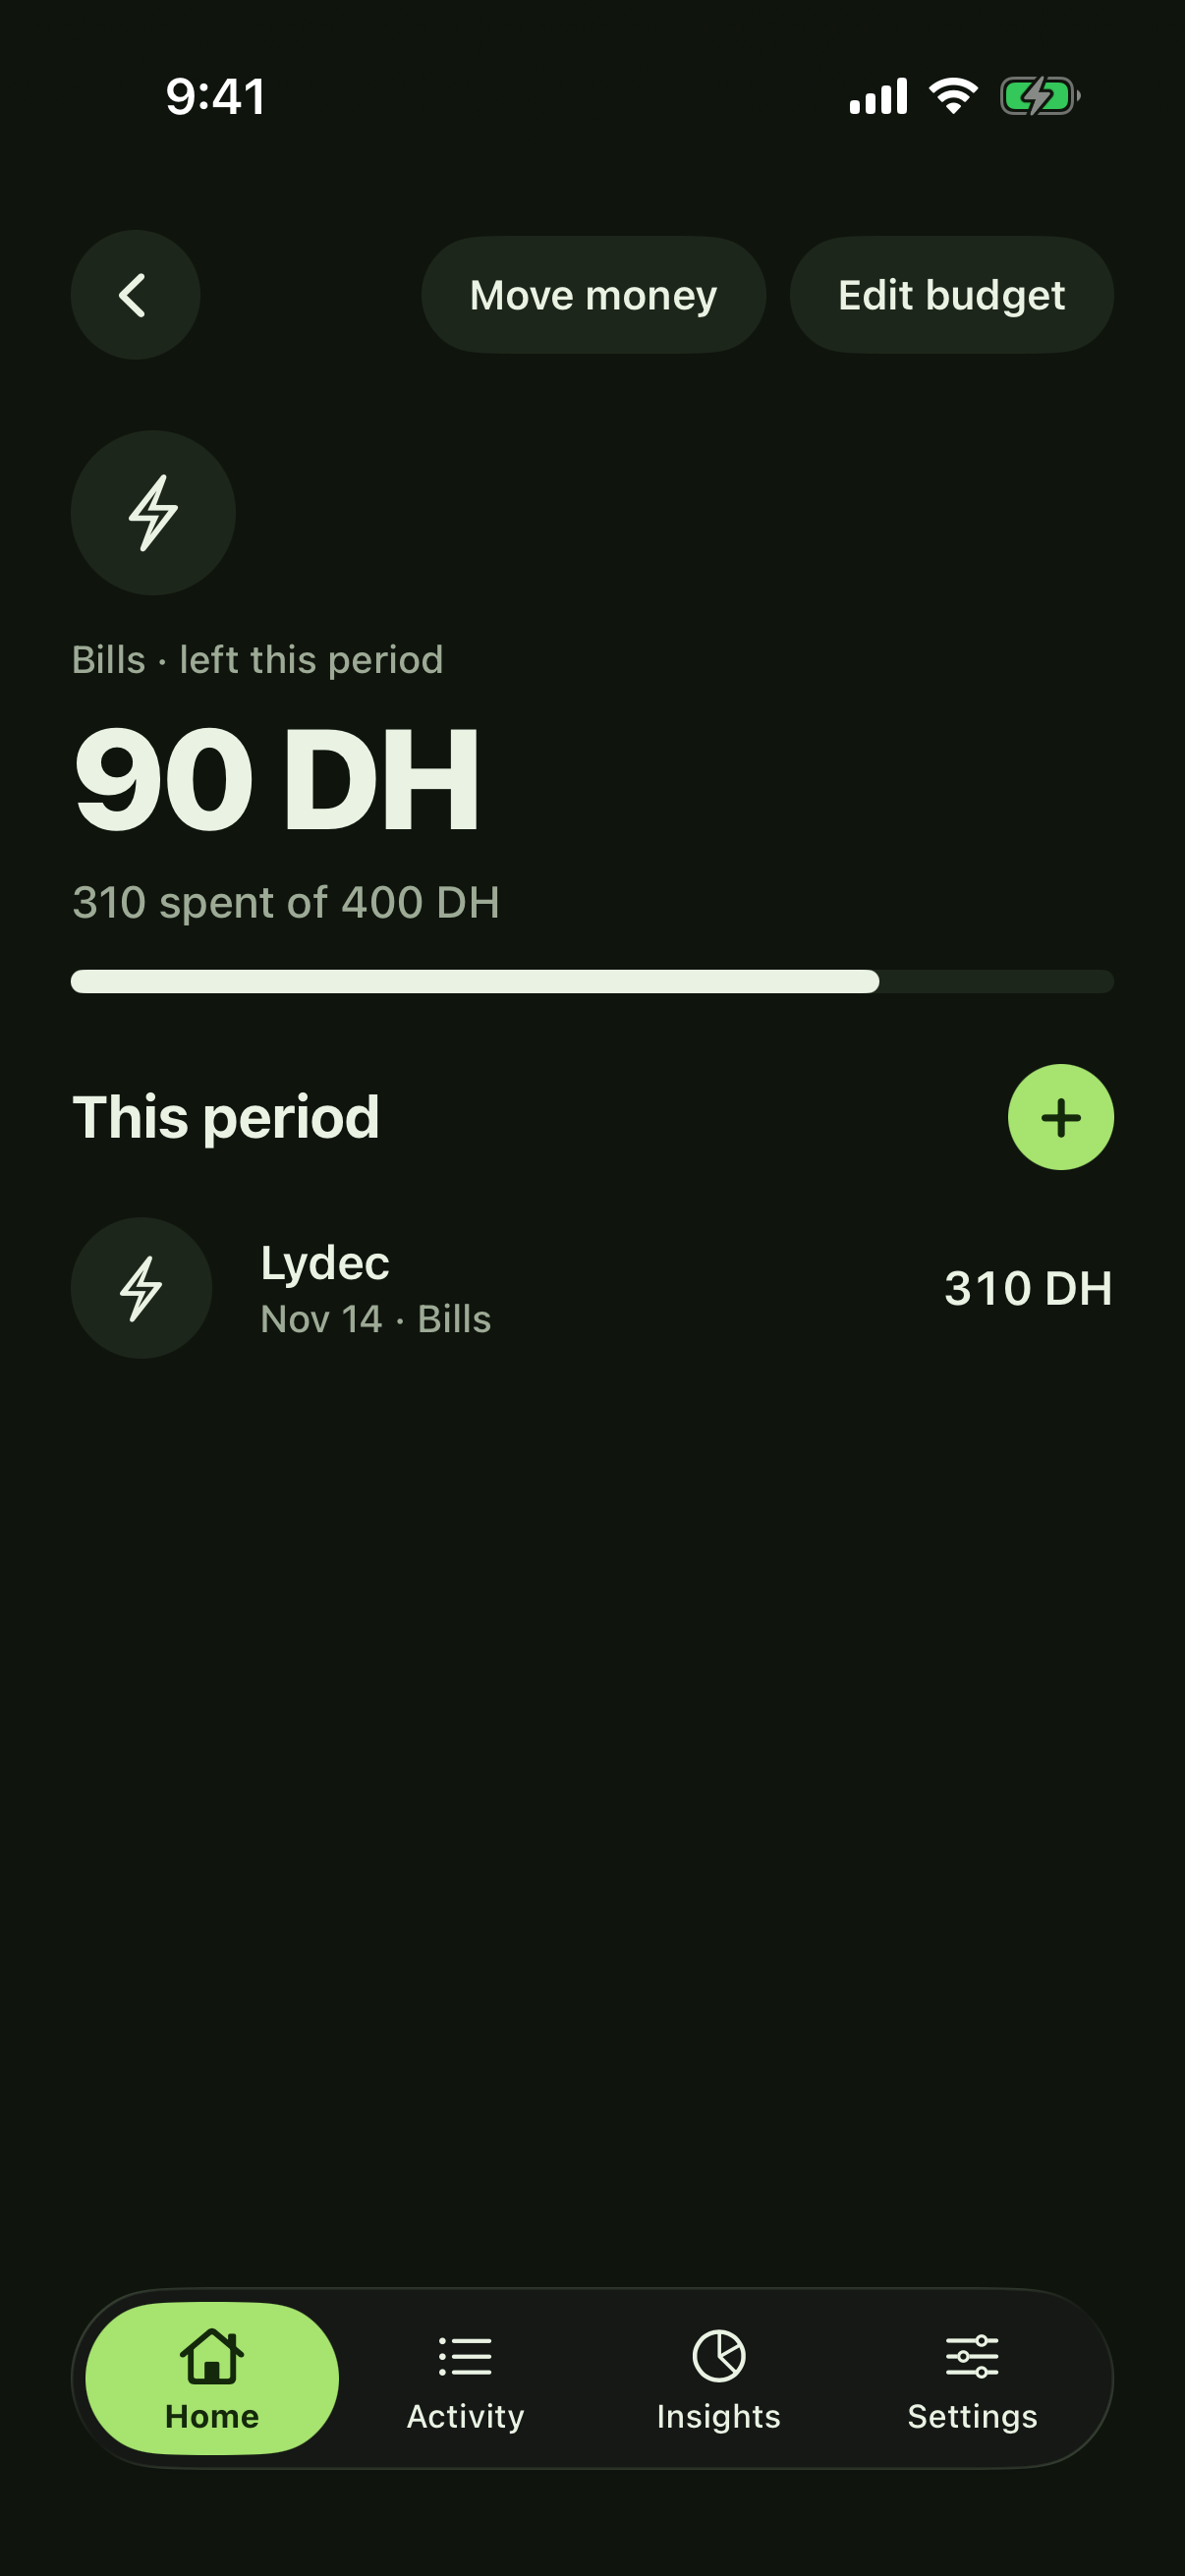 9:41
Move money
Edit budget
Bills · left this period
90 DH
310 spent of 400 DH
This period
Lydec
310 DH
Nov 14 · Bills
Home
Activity
Insights
Settings